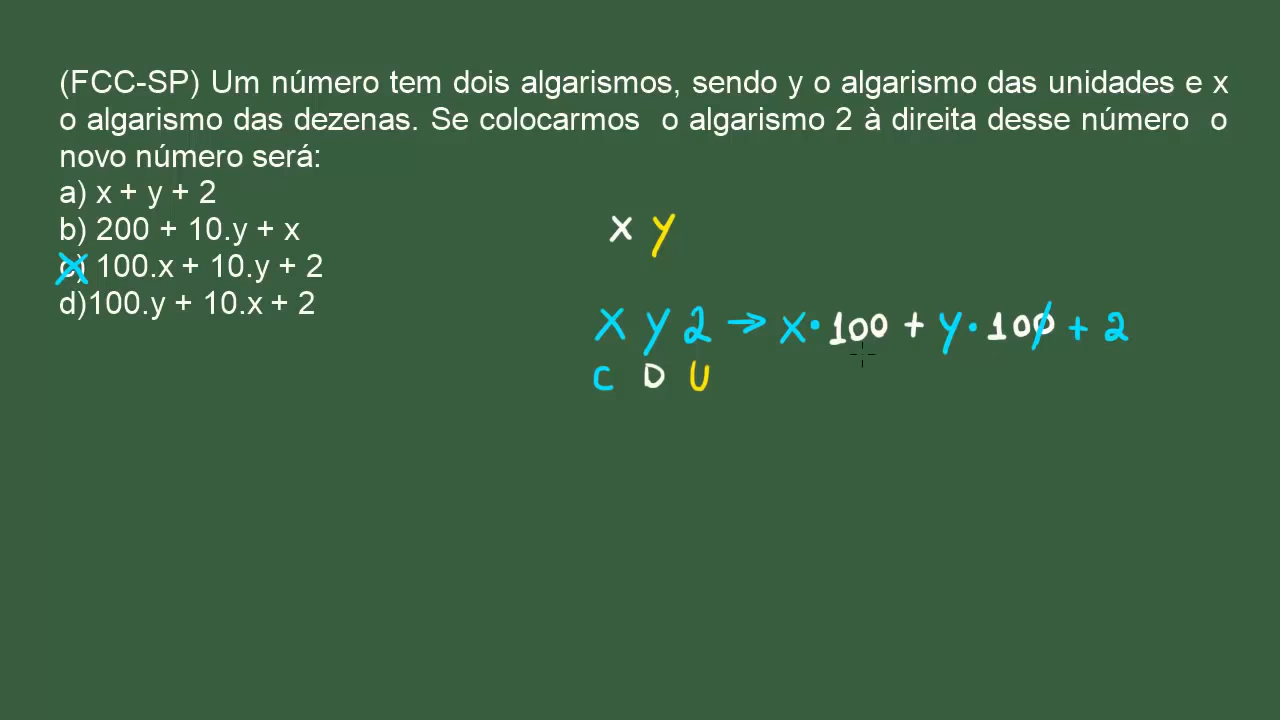 (FCC-SP) Um número tem dois algarismos, sendo y o algarismo das unidades e x
o algarismo das dezenas. Se colocarmos o algarismo 2 à direita desse número o
novo número será:
a) x + y + 2
b) 200 + 10.y + x
c) 100.x + 10.y + 2
d)100.y + 10.x + 2
x y
x y 2 → x · 100 + y · 100 + 2
C D U